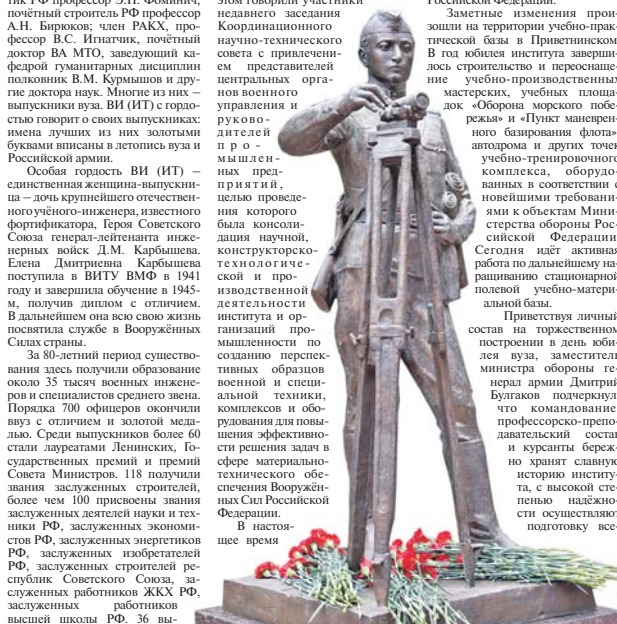 тик РФ профессор Э.П. Фоминич,
почётный строитель РФ профессор
А.Н. Бирюков; член РАКХ, про-
фессор В.С. Игнатчик, почётный
доктор ВА МТО, заведующий ка-
федрой гуманитарных дисциплин
полковник В.М. Курмышов и дру-
гие доктора наук. Многие из них –
выпускники вуза. ВИ (ИТ) с гордо-
стью говорит о своих выпускниках:
имена лучших из них золотыми
буквами вписаны в летопись вуза и
Российской армии.
Особая гордость ВИ (ИТ) –
единственная женщина-выпускни-
ца – дочь крупнейшего отечествен-
ного учёного-инженера, известного
фортификатора, Героя Советского
Союза генерал-лейтенанта инже-
нерных войск Д.М. Карбышева.
Елена Дмитриевна Карбышева
поступила в ВИТУ ВМФ в 1941
году и завершила обучение в 1945-
м, получив диплом с отличием.
В дальнейшем она всю свою жизнь
посвятила службе в Вооружённых
Силах страны.
За 80-летний период существо-
вания здесь получили образование
около 35 тысяч военных инжене-
ров и специалистов среднего звена.
Порядка 700 офицеров окончили
ввуз с отличием и золотой меда-
лью. Среди выпускников более 60
стали лауреатами Ленинских, Го-
сударственных премий и премий
Совета Министров. 118 получили
звания заслуженных строителей,
более чем 100 присвоены звания
заслуженных деятелей науки и тех-
ники РФ, заслуженных экономи-
стов РФ, заслуженных энергетиков
РФ, заслуженных изобретателей
РФ, заслуженных строителей ре-
спублик Советского Союза, за-
служенных работников ЖКХ РФ,
заслуженных работников
высшей школы РФ. 36 вы-
этом говорили участники
недавнего заседания
Координационного
научно-технического
совета с привлечени-
ем представителей
центральных орга-
нов военного
управления и
руково-
дителей
про-
мышлен-
ных пред-
приятий,
целью проведе-
ния которого
была консоли-
дация научной,
конструкторско-
технологиче-
ской и про-
изводственной
деятельности
института и ор-
ганизаций про-
мышленности по
созданию перспек-
тивных образцов
военной и специ-
альной техники,
комплексов и обо-
рудования для повы-
шения эффективно-
сти решения задач в
сфере материально-
технического обе-
спечения Вооружён-
ных Сил Российской
Федерации.
В настоя-
щее время
Российской Федерации.
Заметные изменения прои-
зошли на территории учебно-прак-
тической базы в Приветнинском.
В год юбилея института заверши-
лось строительство и переоснаще-
ние учебно-производственных
мастерских, учебных площа-
док «Оборона морского побе-
режья» и «Пункт маневрен-
ного базирования флота»
автодрома и других точек
учебно-тренировочного
комплекса, оборудо-
ванных в соответствии с
новейшими требовани-
ями к объектам Мини-
стерства обороны Рос-
сийской Федерации
Сегодня идёт активная
работа по дальнейшему на-
ращиванию стационарной
полевой учебно-матери-
альной базы.
Приветствуя личный
состав на торжественном
построении в день юби-
лея вуза, заместитель
министра обороны ге-
нерал армии Дмитрий
Булгаков подчеркнул
что командование
профессорско-препо-
давательский состав
и курсанты береж-
но хранят славную
историю институ-
та, с высокой сте-
пенью надёжно-
сти осуществляют
подготовку все-